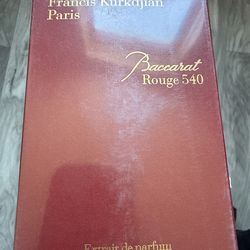 Francis Kurkdjian
Paris
Baccarat
Rouge 540
Extrait de parfum